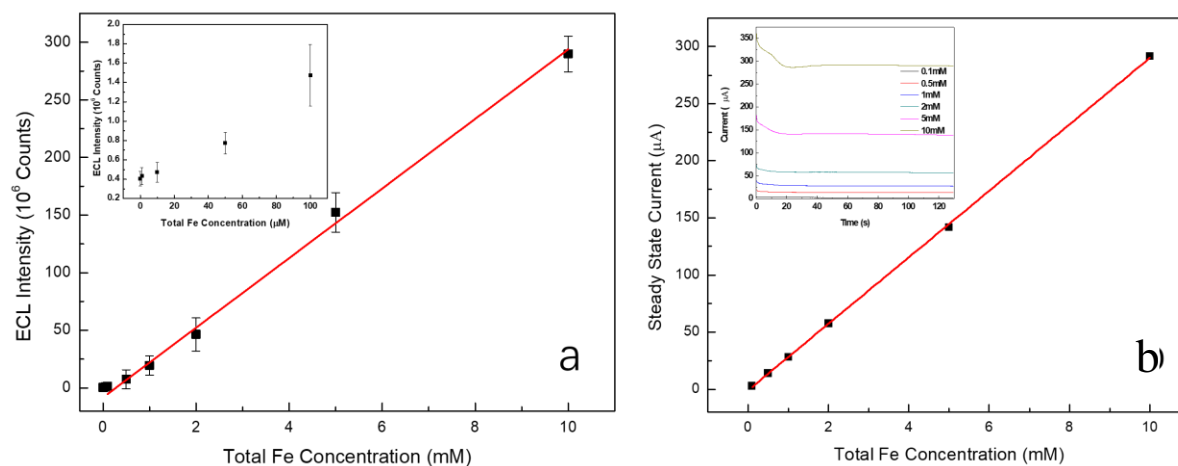 ECL Intensity (10⁶ Counts)
300
250
200
150
100
50
0
0 2 4 6 8 10
Total Fe Concentration (mM)
ECL Intensity (10⁶ Counts)
2.0
1.8
1.6
1.4
1.2
1.0
0.8
0.6
0.4
0.2
0 20 40 60 80 100
Total Fe Concentration (µM)
a
Steady State Current (µA)
300
250
200
150
100
50
0
0 2 4 6 8 10
Total Fe Concentration (mM)
Current ( µA)
350
300
250
200
150
100
50
0
0 20 40 60 80 100 120
Time (s)
0.1mM
0.5mM
1mM
2mM
5mM
10mM
b)